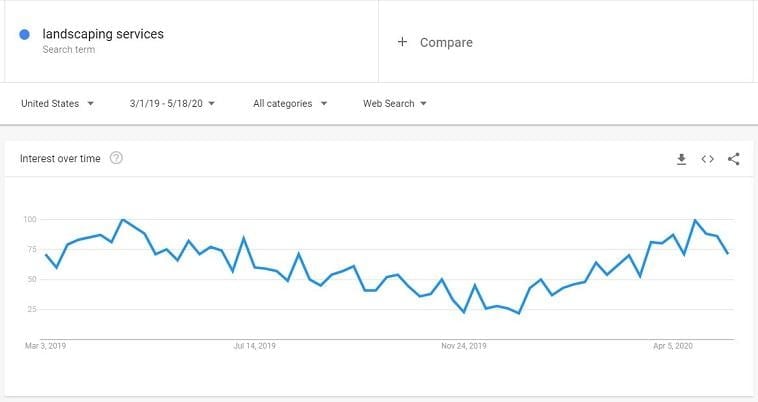 landscaping services
Search term
+ Compare
United States
3/1/19 - 5/18/20
All categories
Web Search
Interest over time ?
100
75
50
25
Mar 3, 2019
Jul 14, 2019
Nov 24, 2019
Apr 5, 2020